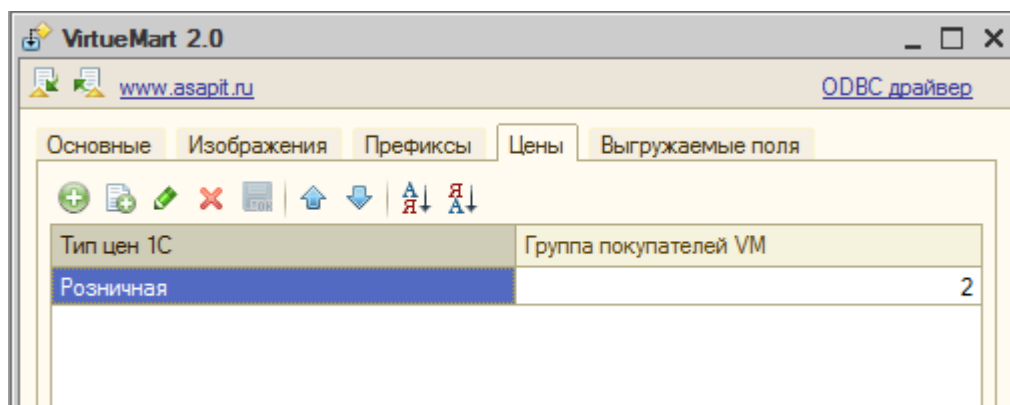 VirtueMart 2.0
www.asapit.ru ODBC драйвер
Основные Изображения Префиксы Цены Выгружаемые поля
Тип цен 1С Группа покупателей VM
Розничная 2